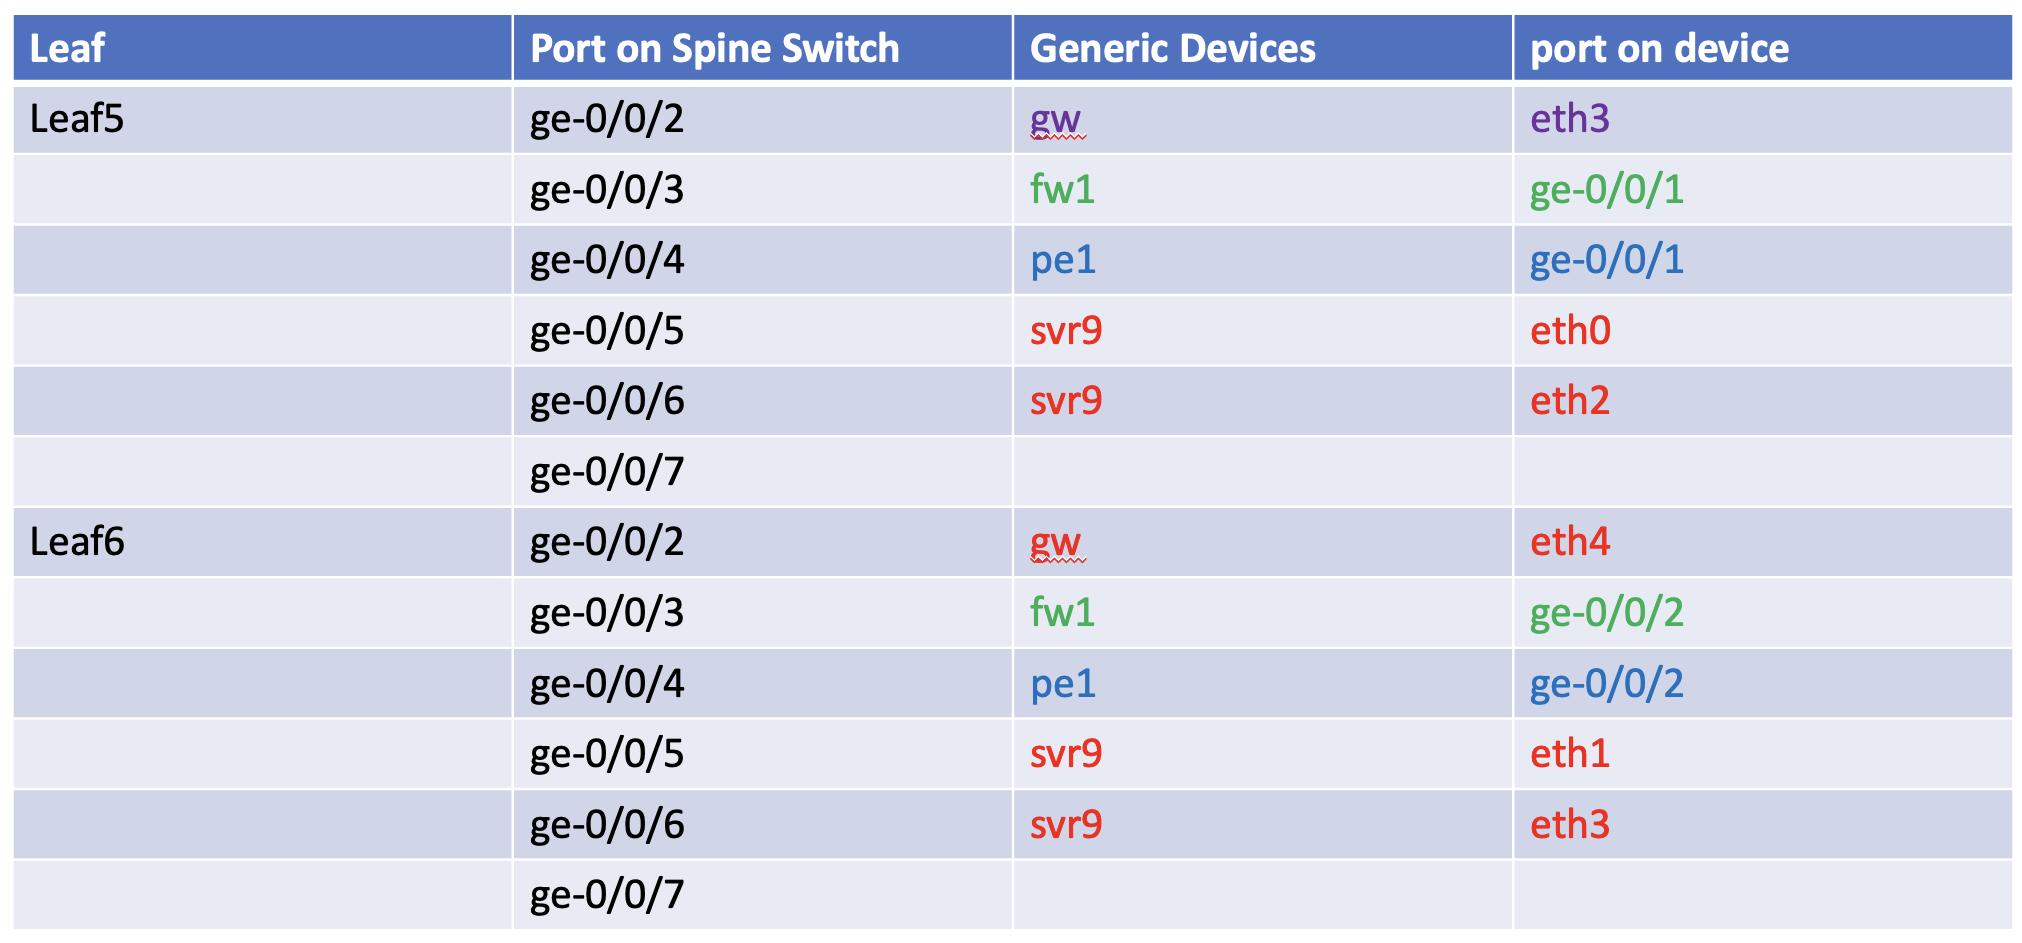 Leaf Port on Spine Switch Generic Devices port on device
Leaf5 ge-0/0/2 gw eth3
ge-0/0/3 fw1 ge-0/0/1
ge-0/0/4 pe1 ge-0/0/1
ge-0/0/5 svr9 eth0
ge-0/0/6 svr9 eth2
ge-0/0/7
Leaf6 ge-0/0/2 gw eth4
ge-0/0/3 fw1 ge-0/0/2
ge-0/0/4 pe1 ge-0/0/2
ge-0/0/5 svr9 eth1
ge-0/0/6 svr9 eth3
ge-0/0/7